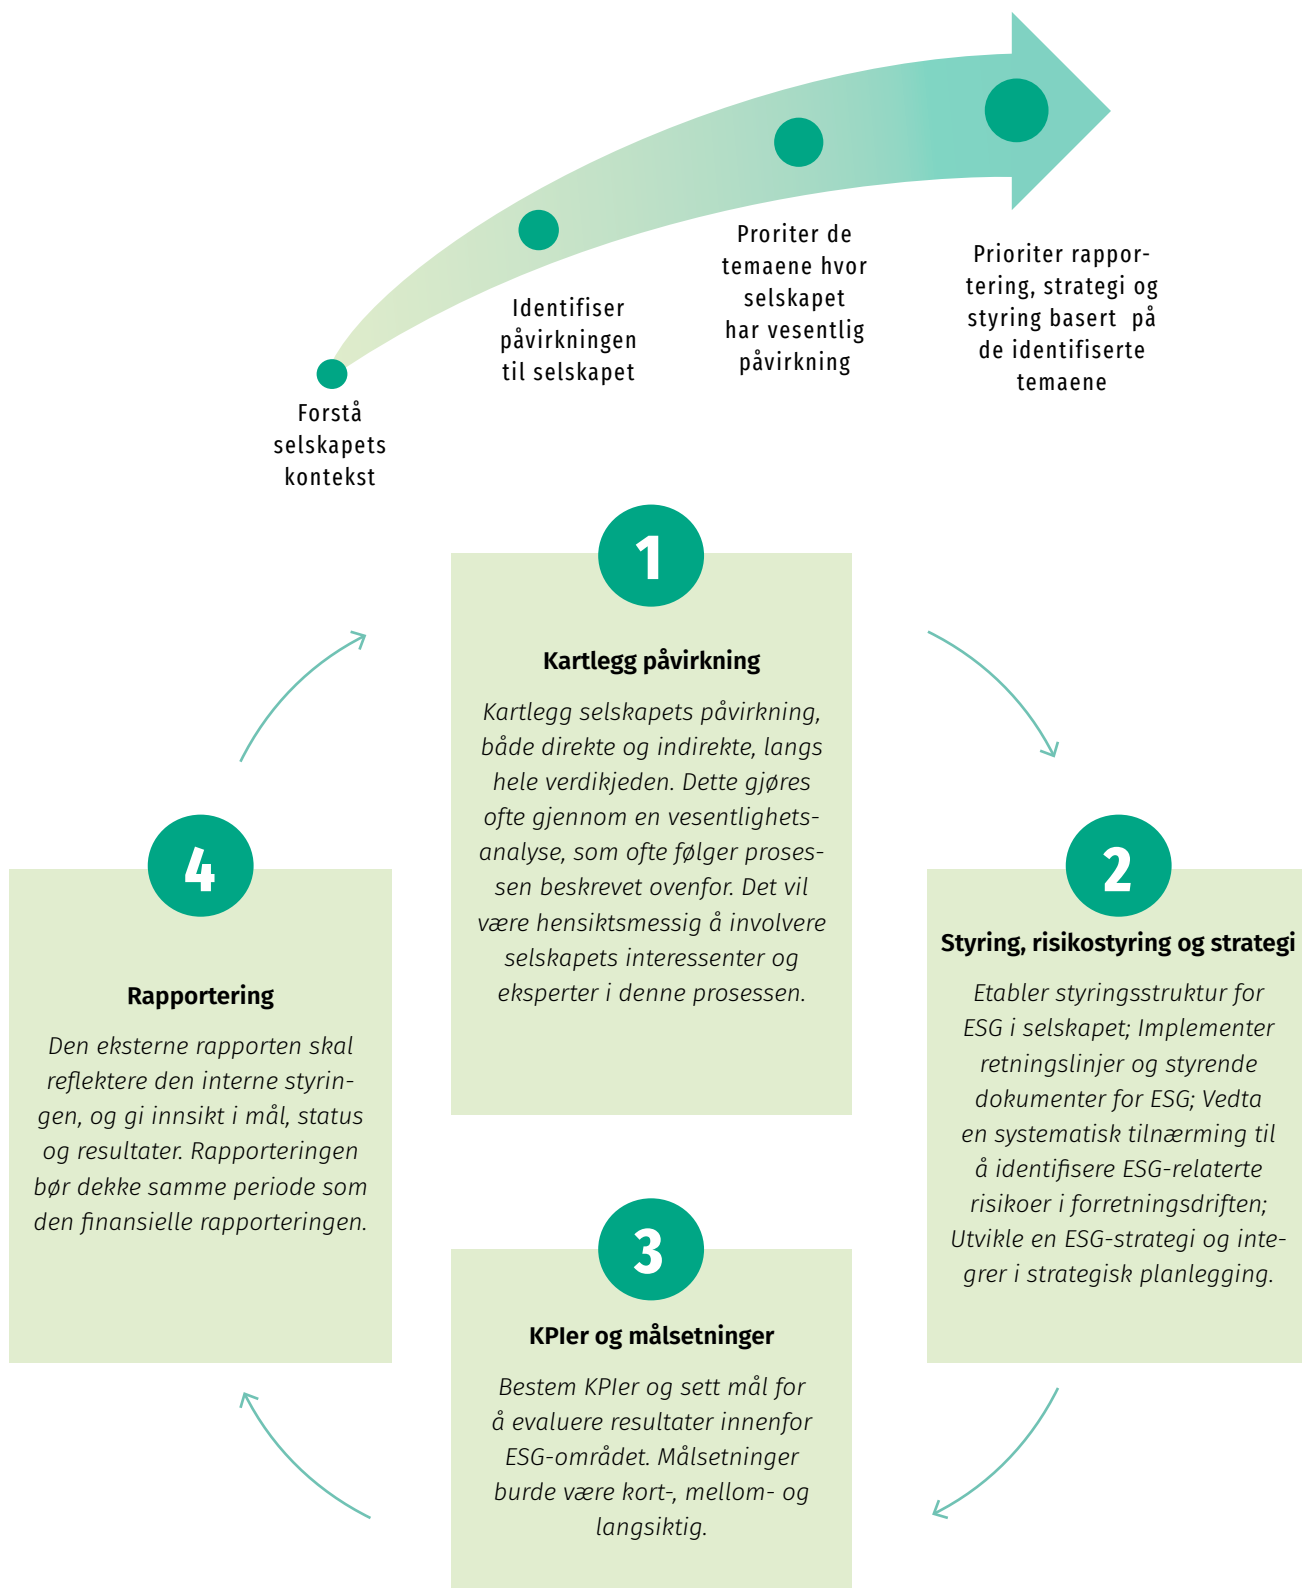 Forstå
selskapets
kontekst
Identifiser
påvirkningen
til selskapet
Proriter de
temaene hvor
selskapet
har vesentlig
påvirkning
Prioriter rappor-
tering, strategi og
styring basert på
de identifiserte
temaene
1
Kartlegg påvirkning
Kartlegg selskapets påvirkning,
både direkte og indirekte, langs
hele verdikjeden. Dette gjøres
ofte gjennom en vesentlighets-
analyse, som ofte følger proses-
sen beskrevet ovenfor. Det vil
være hensiktsmessig å involvere
selskapets interessenter og
eksperter i denne prosessen.
2
Styring, risikostyring og strategi
Etabler styringsstruktur for
ESG i selskapet; Implementer
retningslinjer og styrende
dokumenter for ESG; Vedta
en systematisk tilnærming til
å identifisere ESG-relaterte
risikoer i forretningsdriften;
Utvikle en ESG-strategi og inte-
grer i strategisk planlegging.
3
KPIer og målsetninger
Bestem KPIer og sett mål for
å evaluere resultater innenfor
ESG-området. Målsetninger
burde være kort-, mellom- og
langsiktig.
4
Rapportering
Den eksterne rapporten skal
reflektere den interne styrin-
gen, og gi innsikt i mål, status
og resultater. Rapporteringen
bør dekke samme periode som
den finansielle rapporteringen.